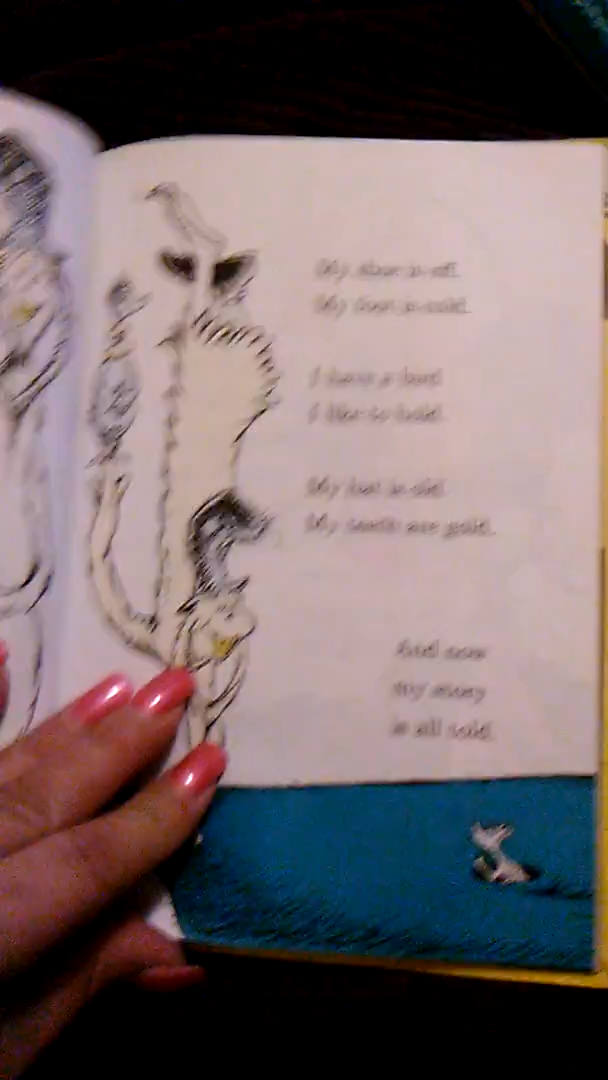 My shoe is off.
My foot is cold.
I have a bird
I like to hold.
My hat is old.
My teeth are gold.
And now
my story
is all told.